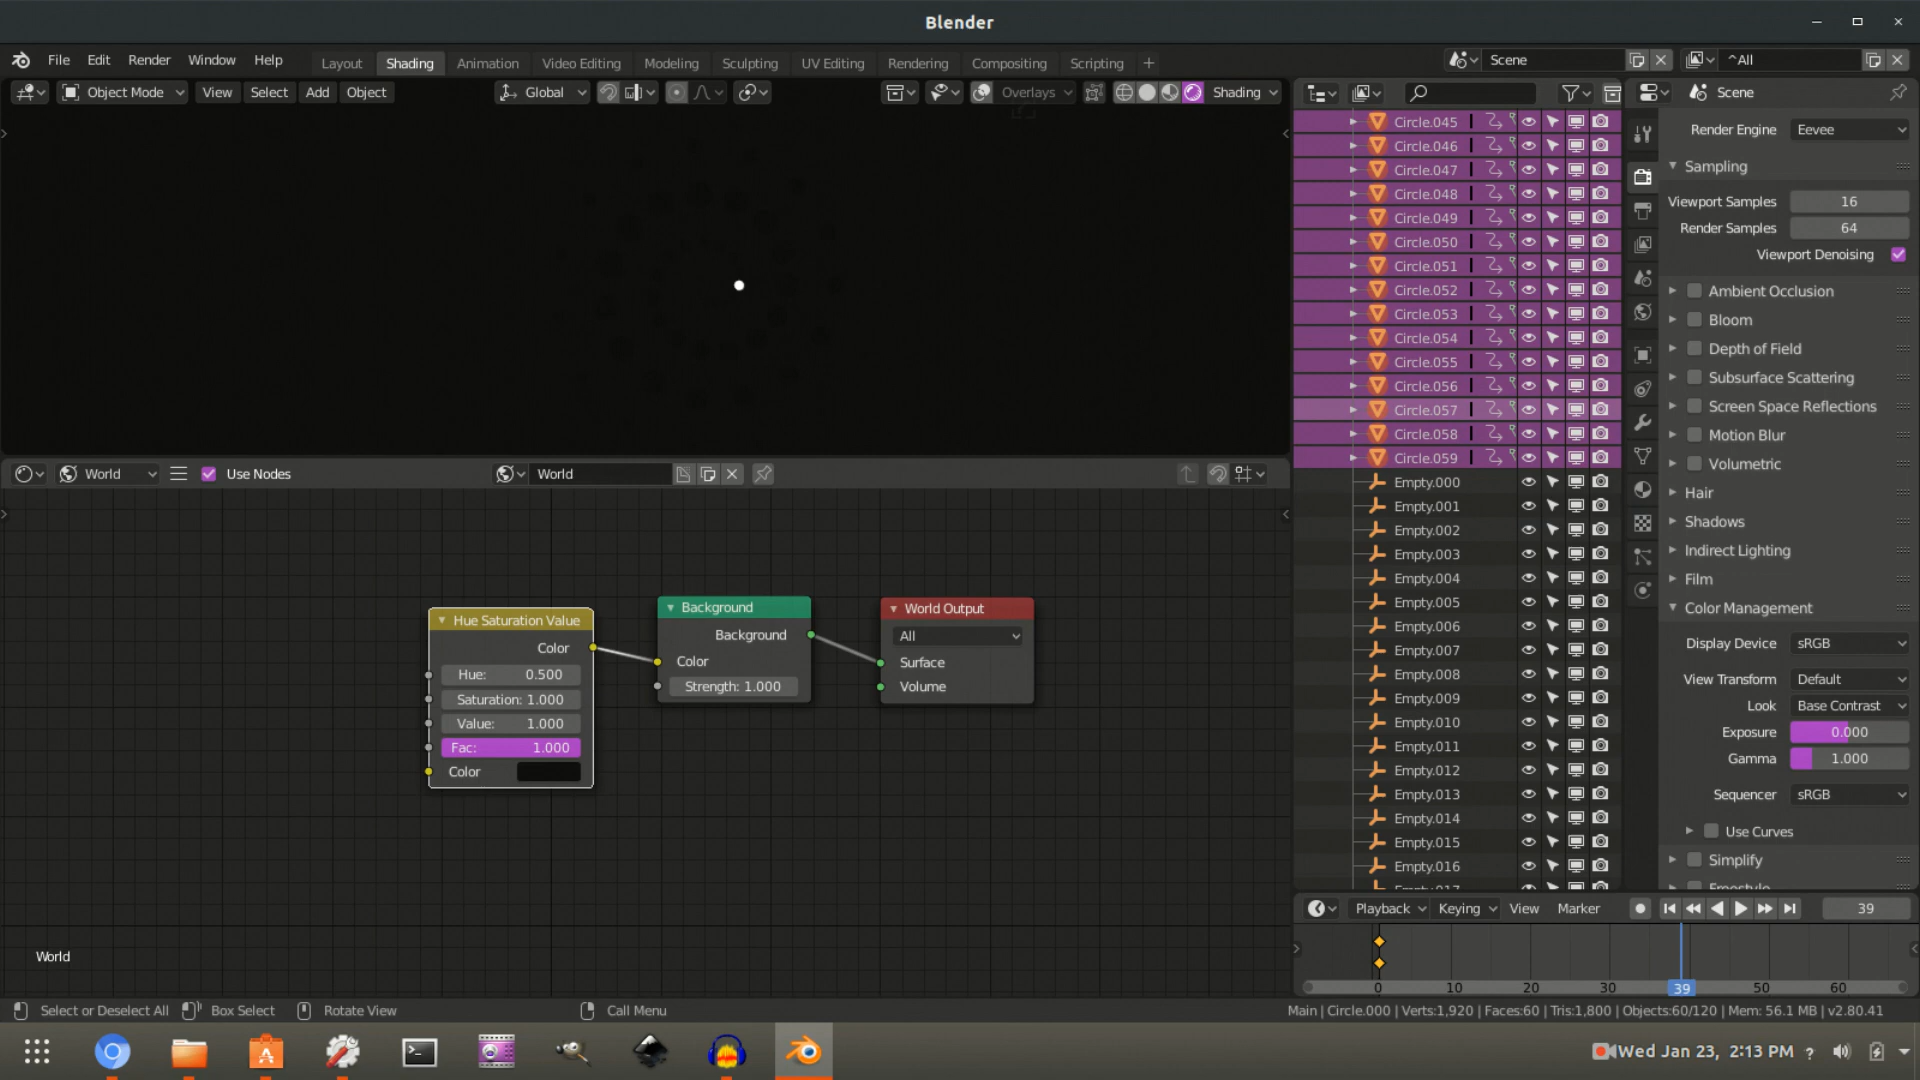 Blender
File Edit Render Window Help
Layout Shading Animation Video Editing Modeling Sculpting UV Editing Rendering Compositing Scripting +
Scene
^All
Object Mode View Select Add Object
Global
Overlays
Shading
Scene
Circle.045
Circle.046
Circle.047
Circle.048
Circle.049
Circle.050
Circle.051
Circle.052
Circle.053
Circle.054
Circle.055
Circle.056
Circle.057
Circle.058
Circle.059
Empty.000
Empty.001
Empty.002
Empty.003
Empty.004
Empty.005
Empty.006
Empty.007
Empty.008
Empty.009
Empty.010
Empty.011
Empty.012
Empty.013
Empty.014
Empty.015
Empty.016
Render Engine Eevee
Sampling
Viewport Samples 16
Render Samples 64
Viewport Denoising
Ambient Occlusion
Bloom
Depth of Field
Subsurface Scattering
Screen Space Reflections
Motion Blur
Volumetric
Hair
Shadows
Indirect Lighting
Film
Color Management
Display Device sRGB
View Transform Default
Look Base Contrast
Exposure 0.000
Gamma 1.000
Sequencer sRGB
Use Curves
Simplify
World Use Nodes
World
Hue Saturation Value
Color
Hue: 0.500
Saturation: 1.000
Value: 1.000
Fac: 1.000
Color
Background
Background
Color
Strength: 1.000
World Output
All
Surface
Volume
World
Playback Keying View Marker 39
0 10 20 30 39 50 60
Select or Deselect All Box Select Rotate View Call Menu
Main | Circle.000 | Verts:1,920 | Faces:60 | Tris:1,800 | Objects:60/120 | Mem: 56.1 MB | v2.80.41
Wed Jan 23, 2:13 PM ?